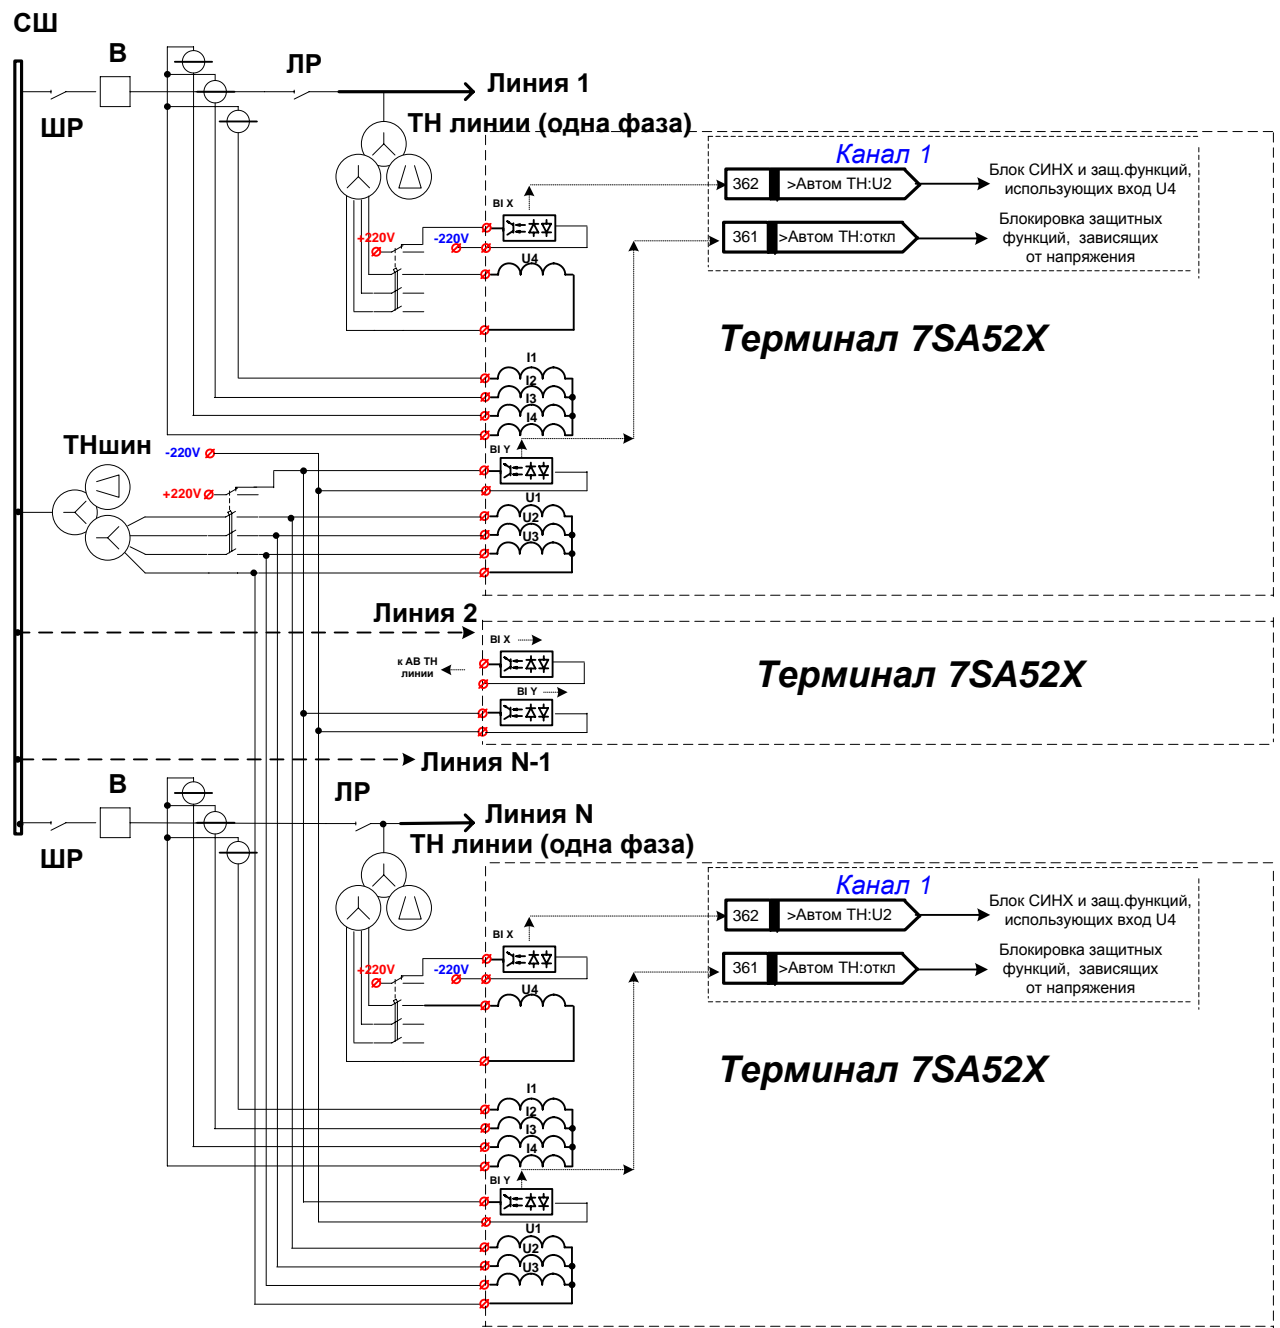 СШ
В
ЛР
Линия 1
ШР
ТН линии (одна фаза)
Канал 1
362
>Автом ТН:U2
Блок СИНХ и защ.функций,
использующих вход U4
BI X
+220V
-220V
361
>Автом ТН:откл
Блокировка защитных
функций, зависящих
от напряжения
U4
Терминал 7SA52X
I1
I2
I3
I4
ТНшин
-220V
BI Y
+220V
U1
U2
U3
Линия 2
BI X
к АВ ТН
линии
Терминал 7SA52X
BI Y
Линия N-1
В
ЛР
Линия N
ШР
ТН линии (одна фаза)
Канал 1
362
>Автом ТН:U2
Блок СИНХ и защ.функций,
использующих вход U4
BI X
+220V
-220V
361
>Автом ТН:откл
Блокировка защитных
функций, зависящих
от напряжения
U4
Терминал 7SA52X
I1
I2
I3
I4
BI Y
U1
U2
U3